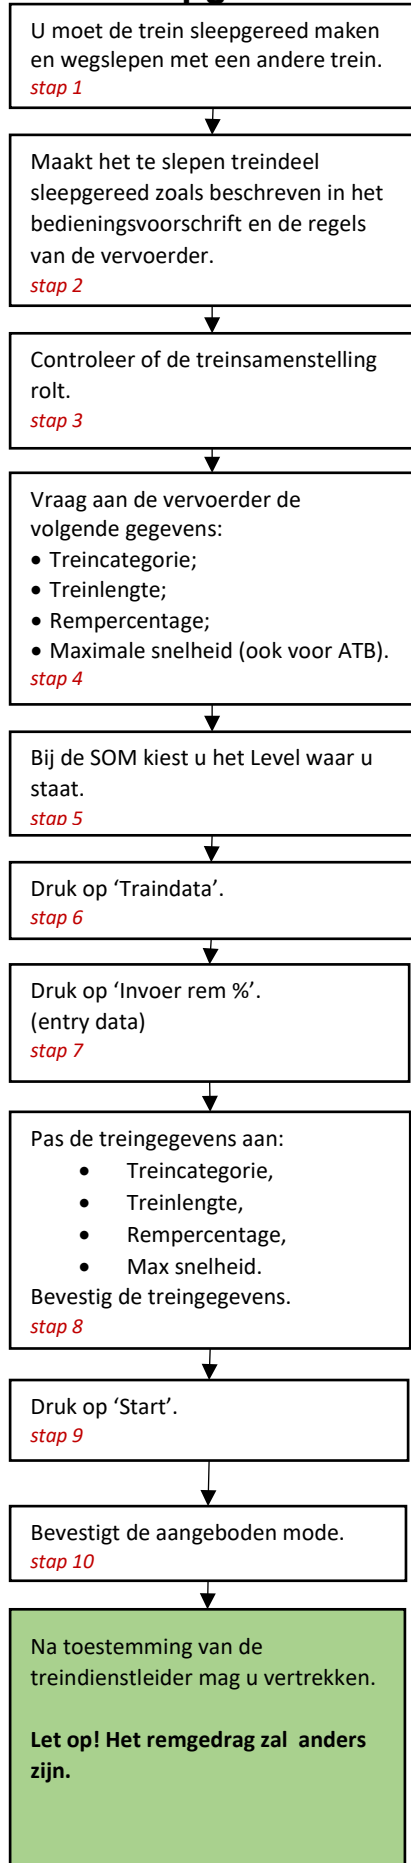 U moet de trein sleepgereed maken
en wegslepen met een andere trein.
stap 1
Maakt het te slepen treindeel
sleepgereed zoals beschreven in het
bedieningsvoorschrift en de regels
van de vervoerder.
stap 2
Controleer of de treinsamenstelling
rolt.
stap 3
Vraag aan de vervoerder de
volgende gegevens:
• Treincategorie;
• Treinlengte;
• Rempercentage;
• Maximale snelheid (ook voor ATB).
stap 4
Bij de SOM kiest u het Level waar u
staat.
stap 5
Druk op ‘Traindata’.
stap 6
Druk op ‘Invoer rem %’.
(entry data)
stap 7
Pas de treingegevens aan:
• Treincategorie,
• Treinlengte,
• Rempercentage,
• Max snelheid.
Bevestig de treingegevens.
stap 8
Druk op ‘Start’.
stap 9
Bevestigt de aangeboden mode.
stap 10
Na toestemming van de
treindienstleider mag u vertrekken.
Let op! Het remgedrag zal anders
zijn.